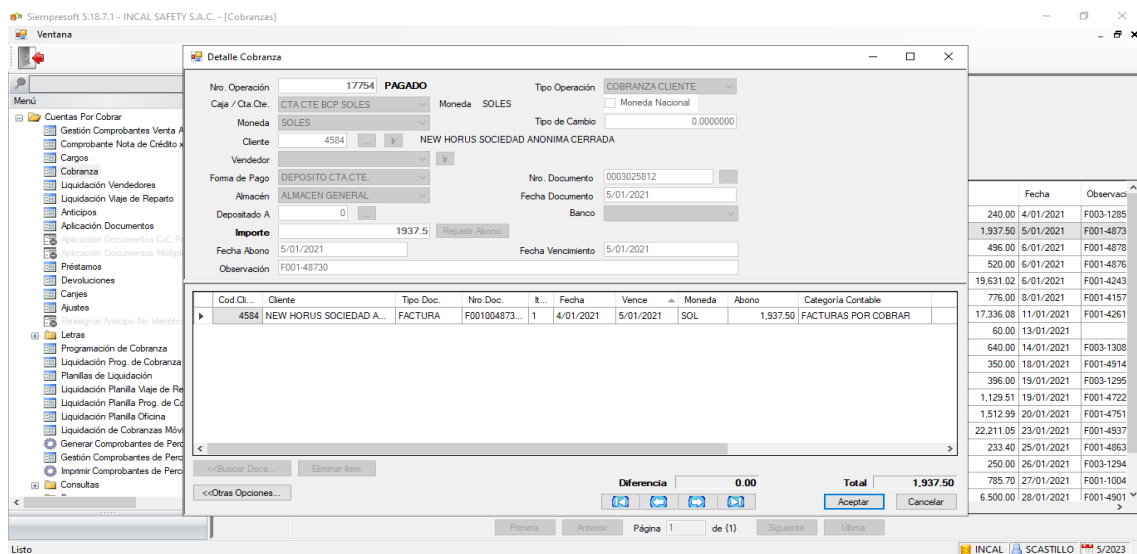 Siempresoft 5.18.7.1 - INCAL SAFETY S.A.C. - [Cobranzas]
Ventana
Menú
Cuentas Por Cobrar
Gestión Comprobantes Venta A
Comprobante Nota de Crédito x
Cargos
Cobranza
Liquidación Vendedores
Liquidación Viaje de Reparto
Anticipos
Aplicación Documentos
Aplicación Documentos CxC P
Aplicación Documentos Múltipl
Préstamos
Devoluciones
Canjes
Ajustes
Reasignar Anticipo No Identific
Letras
Programación de Cobranza
Liquidación Prog. de Cobranza
Planillas de Liquidación
Liquidación Planilla Viaje de Re
Liquidación Planilla Prog. de Co
Liquidación Planilla Oficina
Liquidación de Cobranzas Móvi
Generar Comprobantes de Perc
Gestión Comprobantes de Perc
Imprimir Comprobantes de Perc
Consultas
Detalle Cobranza
Nro. Operación 17754 PAGADO Tipo Operación COBRANZA CLIENTE
Caja / Cta.Cte. CTA CTE BCP SOLES Moneda SOLES Moneda Nacional
Moneda SOLES Tipo de Cambio 0.0000000
Cliente 4584 ... Ir NEW HORUS SOCIEDAD ANONIMA CERRADA
Vendedor Ir
Forma de Pago DEPOSITO CTA.CTE. Nro. Documento 0003025812 ...
Almacén ALMACEN GENERAL Fecha Documento 5/01/2021
Depositado A 0 ... Banco
Importe 1937.5 Repartir Abono
Fecha Abono 5/01/2021 Fecha Vencimiento 5/01/2021
Observación F001-48730
Cod.Cli... Cliente Tipo Doc. Nro.Doc. It... Fecha Vence Moneda Abono Categoría Contable
4584 NEW HORUS SOCIEDAD A... FACTURA F001004873... 1 4/01/2021 5/01/2021 SOL 1,937.50 FACTURAS POR COBRAR
<<Buscar Docs... Eliminar Item
Diferencia 0.00 Total 1,937.50
<<Otras Opciones... Aceptar Cancelar
Fecha Observaci
240.00 4/01/2021 F003-1285
1,937.50 5/01/2021 F001-4873
496.00 6/01/2021 F001-4878
520.00 6/01/2021 F001-4876
19,631.02 6/01/2021 F001-4243
776.00 8/01/2021 F001-4157
17,336.08 11/01/2021 F001-4261
60.00 13/01/2021
640.00 14/01/2021 F003-1308
350.00 18/01/2021 F001-4914
396.00 19/01/2021 F003-1295
1,129.51 19/01/2021 F001-4722
1,512.99 20/01/2021 F001-4751
22,211.05 23/01/2021 F001-4937
233.40 25/01/2021 F001-4863
250.00 26/01/2021 F003-1294
785.70 27/01/2021 F001-1004
6,500.00 28/01/2021 F001-4901
Primera Anterior Página 1 de {1} Siguiente Última
Listo INCAL SCASTILLO 5/2023